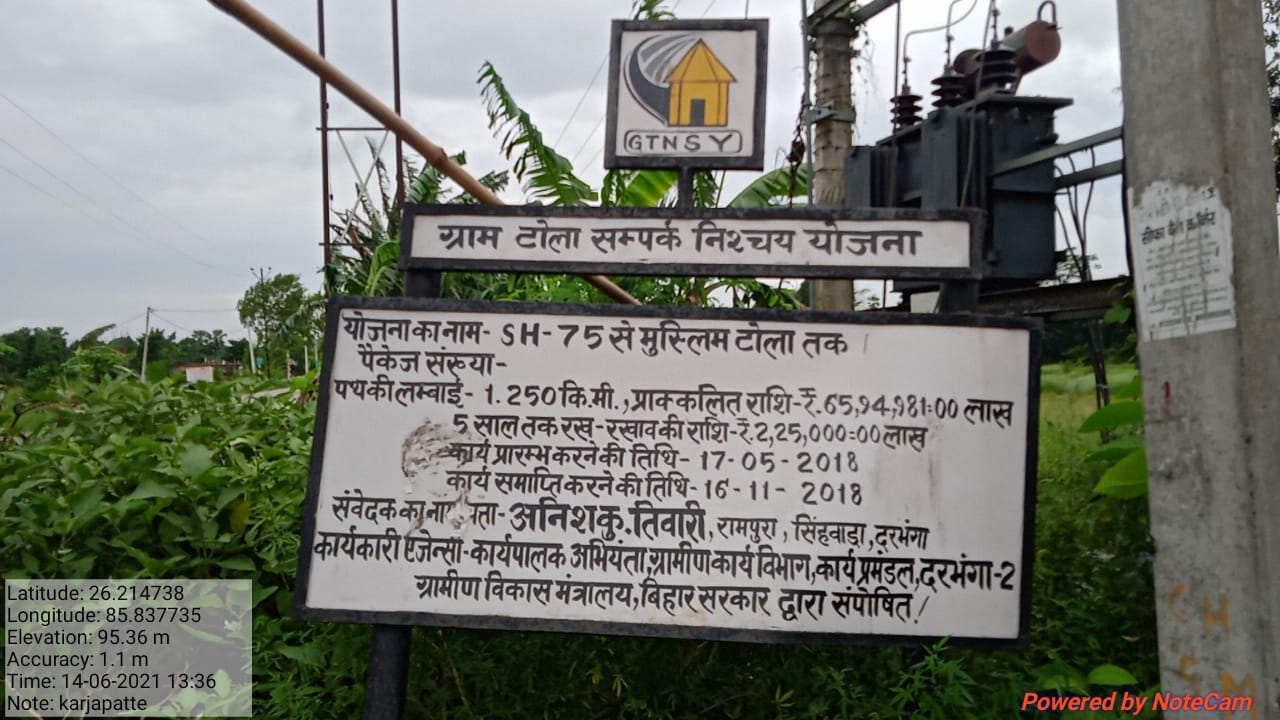 GTNSY
ग्राम टोला सम्पर्क निश्चय योजना
योजना का नाम- SH-75 से मुस्लिम टोला तक
पैकेज संख्या-
पथ की लम्बाई- 1.250 कि.मी., प्राक्कलित राशि-रू.65,94,981=00 लाख
5 साल तक रख-रखाव की राशि-रू.2,25,000=00 लाख
कार्य प्रारम्भ करने की तिथि- 17-05-2018
कार्य समाप्ति करने की तिथि- 16-11-2018
संवेदक का पता- अनिश कु. तिवारी, रामपुरा, सिंहवाड़ा, दरभंगा
कार्यकारी एजेन्सी-कार्यपालक अभियंता, ग्रामीण कार्य विभाग, कार्य प्रमंडल, दरभंगा-2
ग्रामीण विकास मंत्रालय, बिहार सरकार द्वारा संपोषित!
1
CH
5 M
Latitude: 26.214738
Longitude: 85.837735
Elevation: 95.36 m
Accuracy: 1.1 m
Time: 14-06-2021 13:36
Note: karjapatte
Powered by NoteCam